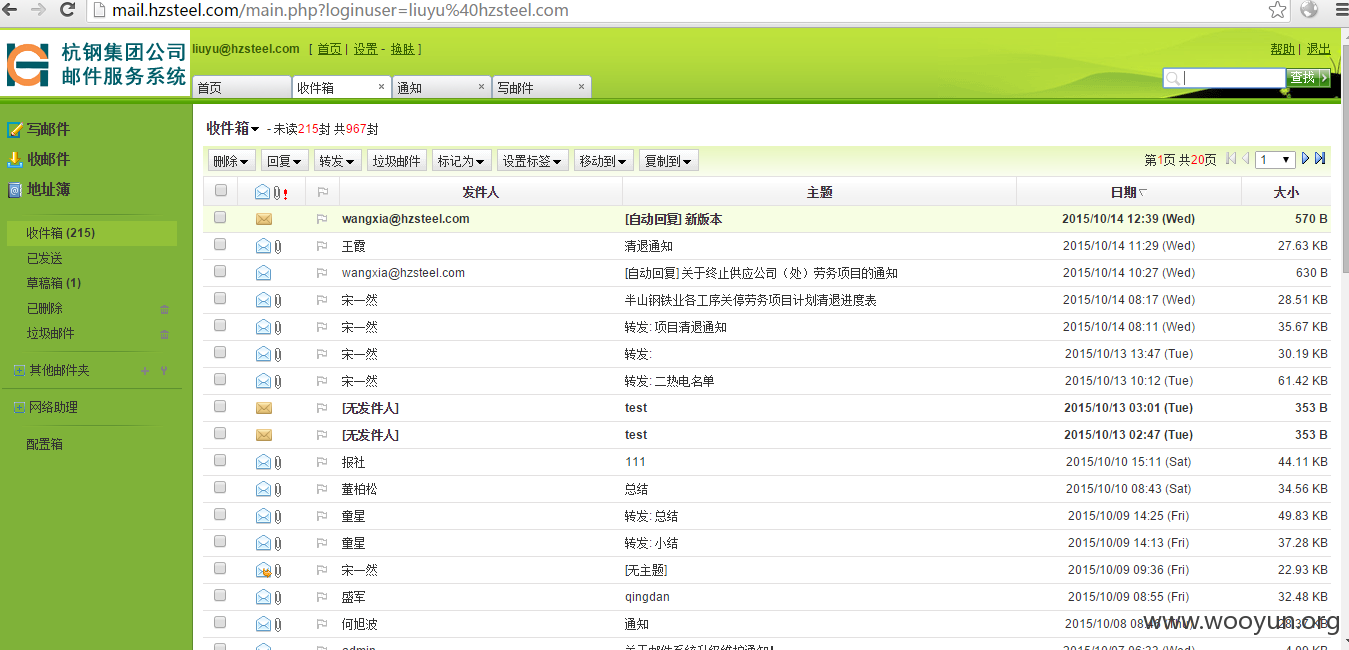 mail.hzsteel.com/main.php?loginuser=liuyu%40hzsteel.com
杭钢集团公司
邮件服务系统
liuyu@hzsteel.com [ 首页 | 设置 - 换肤 ]
帮助 | 退出
首页 收件箱 × 通知 × 写邮件 ×
查找
写邮件
收邮件
地址簿
收件箱 (215)
已发送
草稿箱 (1)
已删除
垃圾邮件
其他邮件夹
网络助理
配置箱
收件箱 - 未读215封 共967封
删除 回复 转发 垃圾邮件 标记为 设置标签 移动到 复制到 第1页 共20页 1
发件人 主题 日期 大小
wangxia@hzsteel.com [自动回复] 新版本 2015/10/14 12:39 (Wed) 570 B
王霞 清退通知 2015/10/14 11:29 (Wed) 27.63 KB
wangxia@hzsteel.com [自动回复] 关于终止供应公司（处）劳务项目的通知 2015/10/14 10:27 (Wed) 630 B
宋一然 半山钢铁业各工序关停劳务项目计划清退进度表 2015/10/14 08:17 (Wed) 28.51 KB
宋一然 转发: 项目清退通知 2015/10/14 08:11 (Wed) 35.67 KB
宋一然 转发: 2015/10/13 13:47 (Tue) 30.19 KB
宋一然 转发: 二热电名单 2015/10/13 10:12 (Tue) 61.42 KB
[无发件人] test 2015/10/13 03:01 (Tue) 353 B
[无发件人] test 2015/10/13 02:47 (Tue) 353 B
报社 111 2015/10/10 15:11 (Sat) 44.11 KB
董柏松 总结 2015/10/10 08:43 (Sat) 34.56 KB
童星 转发: 总结 2015/10/09 14:25 (Fri) 49.83 KB
童星 转发: 小结 2015/10/09 14:13 (Fri) 37.28 KB
宋一然 [无主题] 2015/10/09 09:36 (Fri) 22.93 KB
盛军 qingdan 2015/10/09 08:55 (Fri) 32.48 KB
何旭波 通知 2015/10/08 28.37 KB
www.wooyun.org